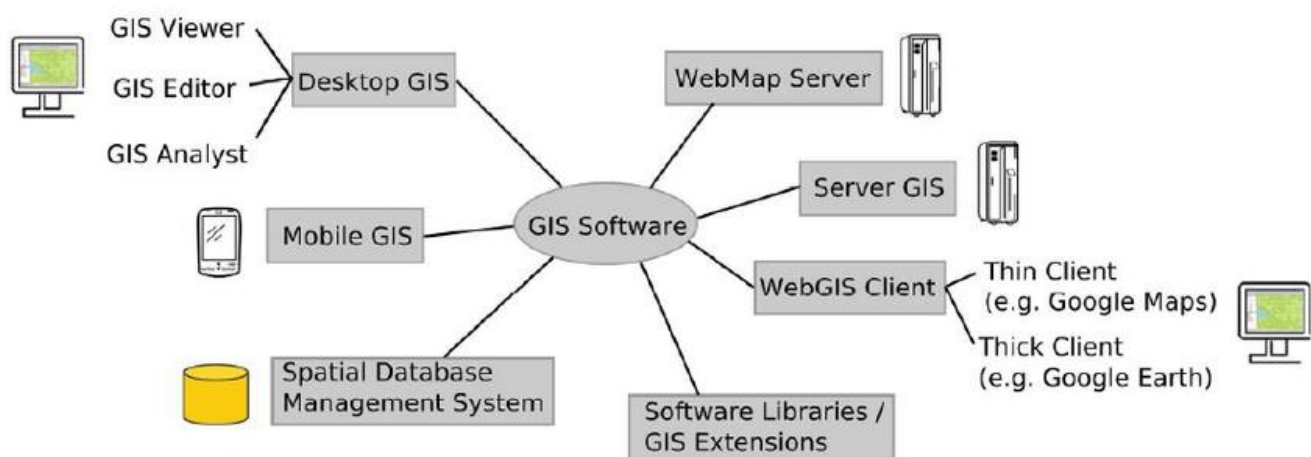 GIS Viewer
GIS Editor
GIS Analyst
Desktop GIS
WebMap Server
Server GIS
Mobile GIS
GIS Software
WebGIS Client
Thin Client
(e.g. Google Maps)
Thick Client
(e.g. Google Earth)
Spatial Database
Management System
Software Libraries /
GIS Extensions